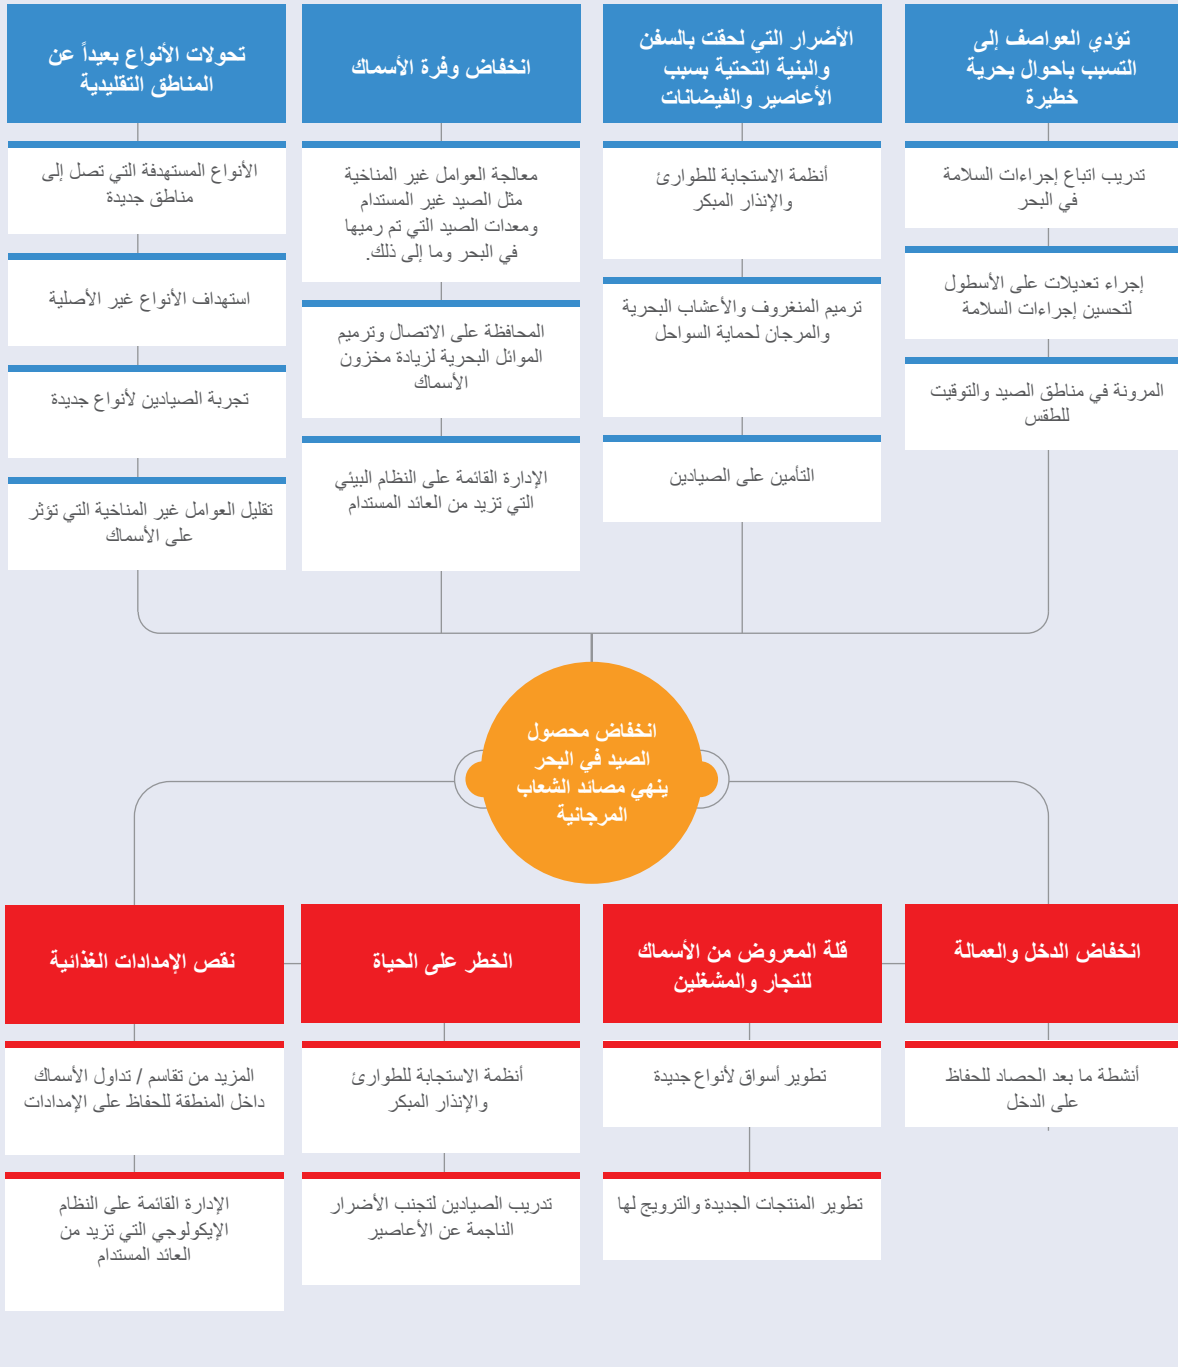 تؤدي العواصف إلى
التسبب باحوال بحرية
خطيرة
تدريب اتباع إجراءات السلامة
في البحر
إجراء تعديلات على الأسطول
لتحسين إجراءات السلامة
المرونة في مناطق الصيد والتوقيت
للطقس
الأضرار التي لحقت بالسفن
والبنية التحتية بسبب
الأعاصير والفيضانات
أنظمة الاستجابة للطوارئ
والإنذار المبكر
ترميم المنغروف والأعشاب البحرية
والمرجان لحماية السواحل
التأمين على الصيادين
انخفاض وفرة الأسماك
معالجة العوامل غير المناخية
مثل الصيد غير المستدام
ومعدات الصيد التي تم رميها
في البحر وما إلى ذلك.
المحافظة على الاتصال وترميم
الموائل البحرية لزيادة مخزون
الأسماك
الإدارة القائمة على النظام البيئي
التي تزيد من العائد المستدام
تحولات الأنواع بعيداً عن
المناطق التقليدية
الأنواع المستهدفة التي تصل إلى
مناطق جديدة
استهداف الأنواع غير الأصلية
تجربة الصيادين لأنواع جديدة
تقليل العوامل غير المناخية التي تؤثر
على الأسماك
انخفاض محصول
الصيد في البحر
ينهي مصائد الشعاب
المرجانية
انخفاض الدخل والعمالة
أنشطة ما بعد الحصاد للحفاظ
على الدخل
قلة المعروض من الأسماك
للتجار والمشغلين
تطوير أسواق لأنواع جديدة
تطوير المنتجات الجديدة والترويج لها
الخطر على الحياة
أنظمة الاستجابة للطوارئ
والإنذار المبكر
تدريب الصيادين لتجنب الأضرار
الناجمة عن الأعاصير
نقص الإمدادات الغذائية
المزيد من تقاسم / تداول الأسماك
داخل المنطقة للحفاظ على الإمدادات
الإدارة القائمة على النظام
الإيكولوجي التي تزيد من
العائد المستدام